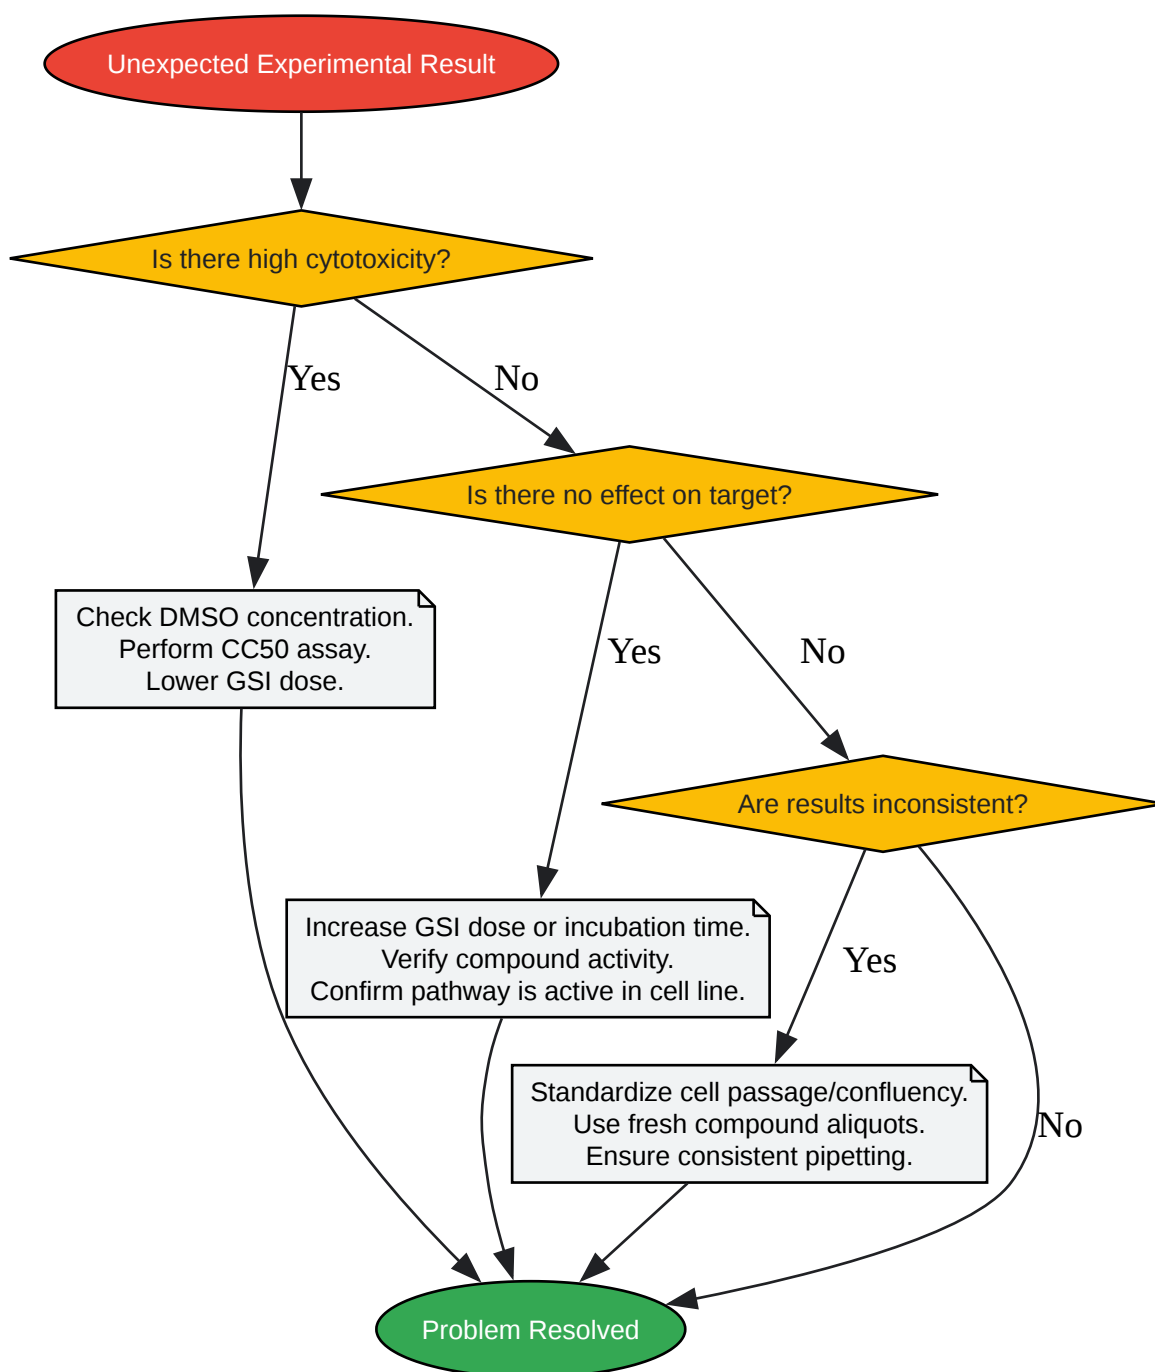 Unexpected Experimental Result
Is there high cytotoxicity?
Yes
No
Is there no effect on target?
Check DMSO concentration.
Perform CC50 assay.
Lower GSI dose.
Yes
No
Are results inconsistent?
Increase GSI dose or incubation time.
Verify compound activity.
Confirm pathway is active in cell line.
Yes
Standardize cell passage/confluency.
Use fresh compound aliquots.
Ensure consistent pipetting.
No
Problem Resolved